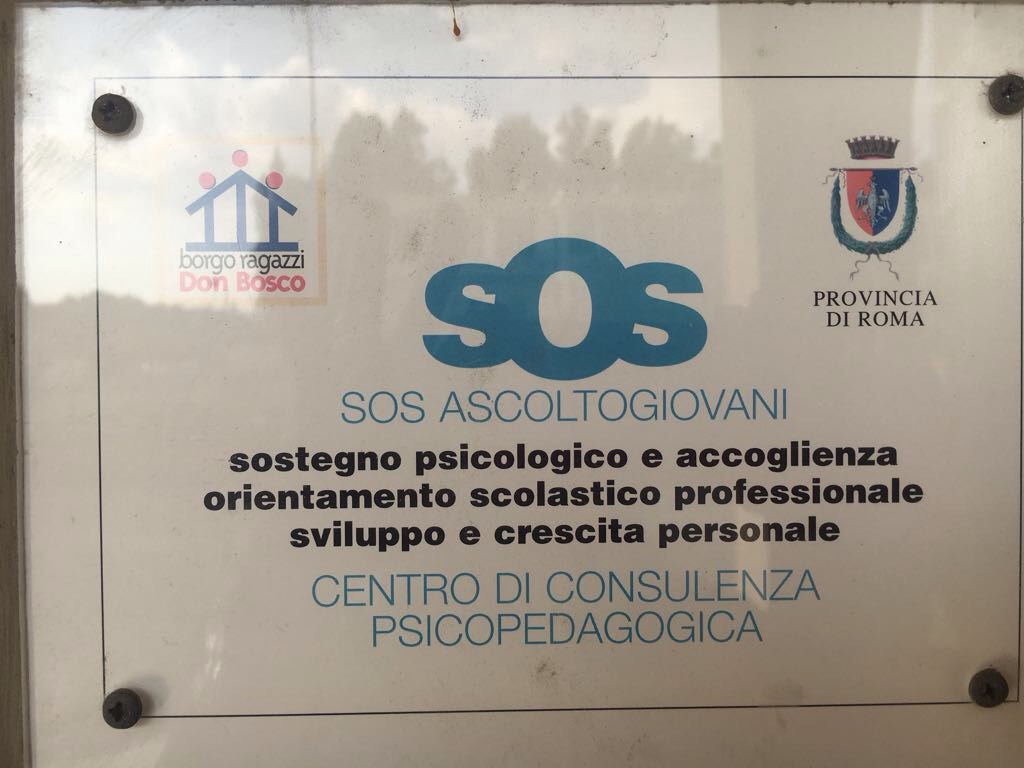 borgo ragazzi
Don Bosco
PROVINCIA
DI ROMA
SOS
SOS ASCOLTOGIOVANI
sostegno psicologico e accoglienza
orientamento scolastico professionale
sviluppo e crescita personale
CENTRO DI CONSULENZA
PSICOPEDAGOGICA